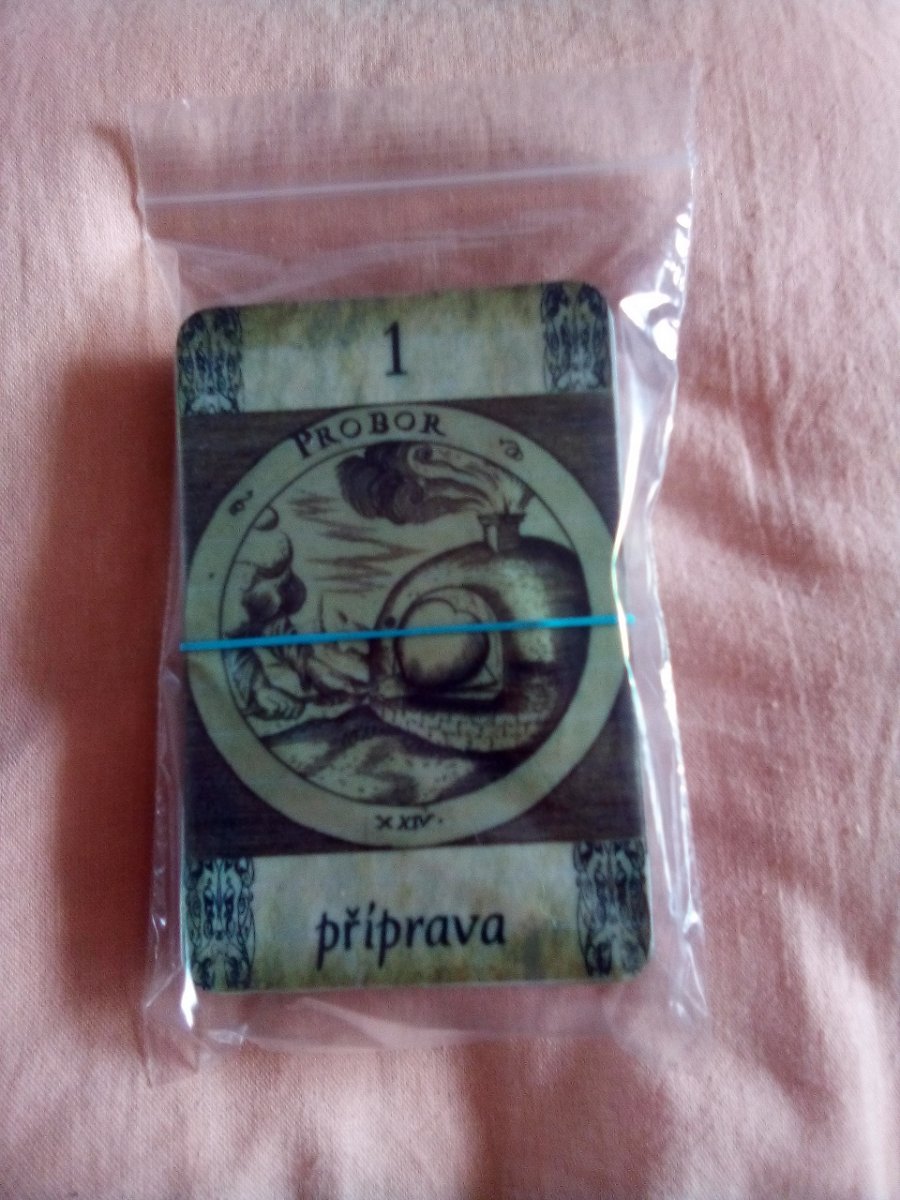 1
PROBOR
XXIV.
příprava